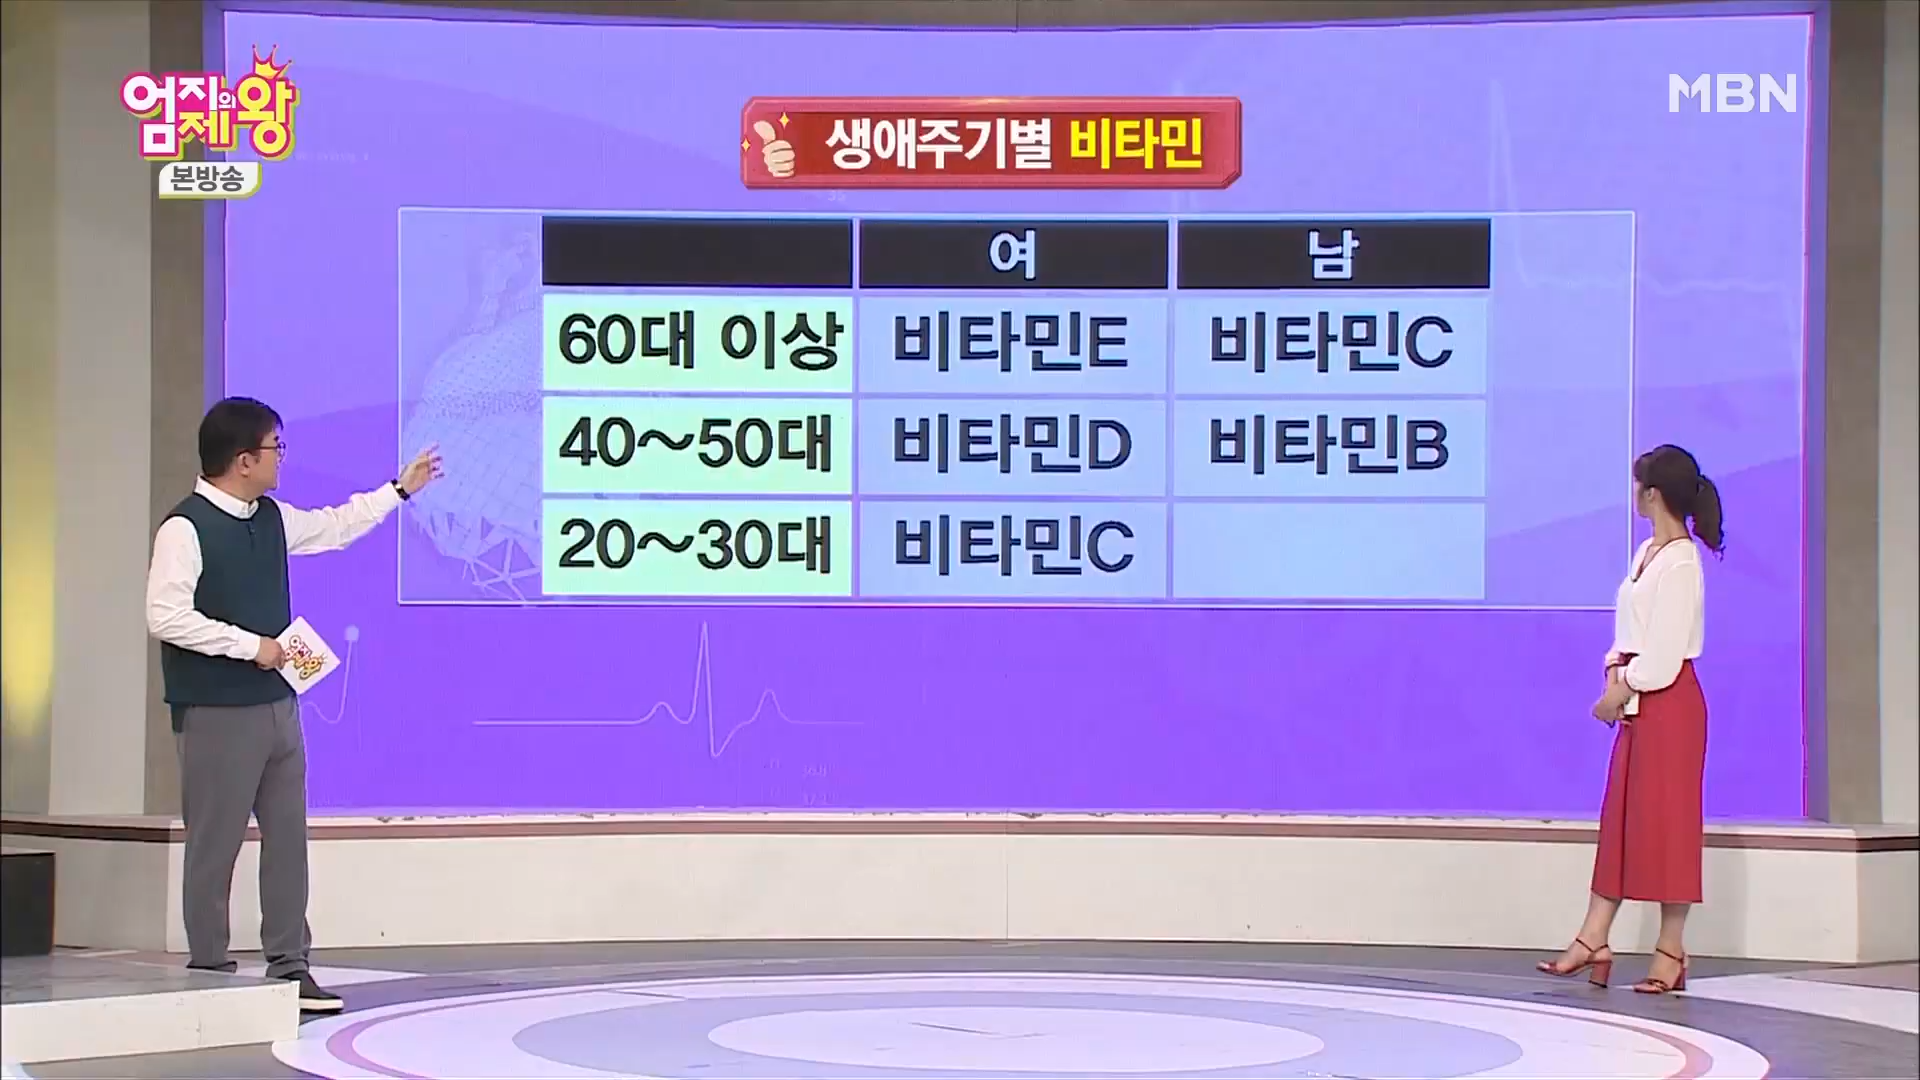 엄지의 제왕
본방송
MBN
생애주기별 비타민
여 남
60대 이상 비타민E 비타민C
40~50대 비타민D 비타민B
20~30대 비타민C